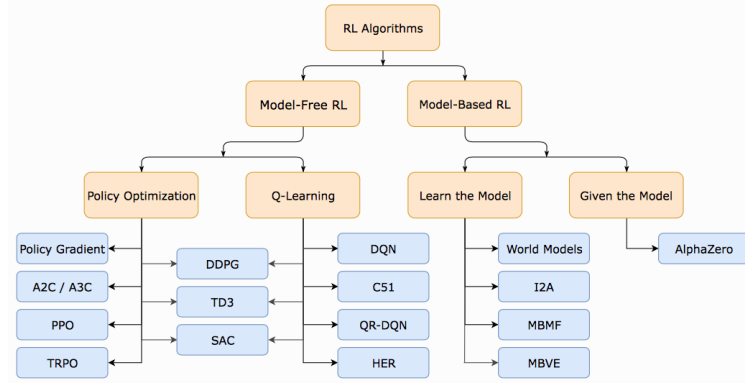 RL Algorithms
Model-Free RL
Model-Based RL
Policy Optimization
Q-Learning
Learn the Model
Given the Model
Policy Gradient
A2C / A3C
PPO
TRPO
DDPG
TD3
SAC
DQN
C51
QR-DQN
HER
World Models
I2A
MBMF
MBVE
AlphaZero